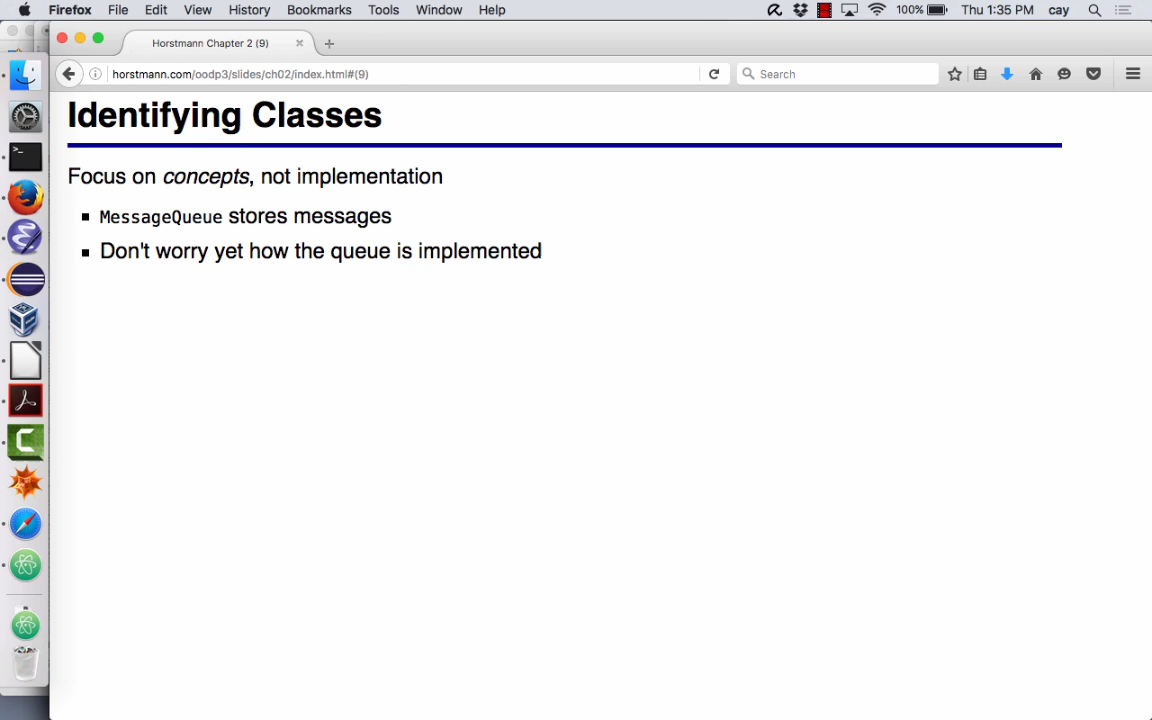 Firefox File Edit View History Bookmarks Tools Window Help 100% Thu 1:35 PM cay
Horstmann Chapter 2 (9)
horstmann.com/oodp3/slides/ch02/index.html#(9) Search
Identifying Classes
Focus on concepts, not implementation
MessageQueue stores messages
Don't worry yet how the queue is implemented